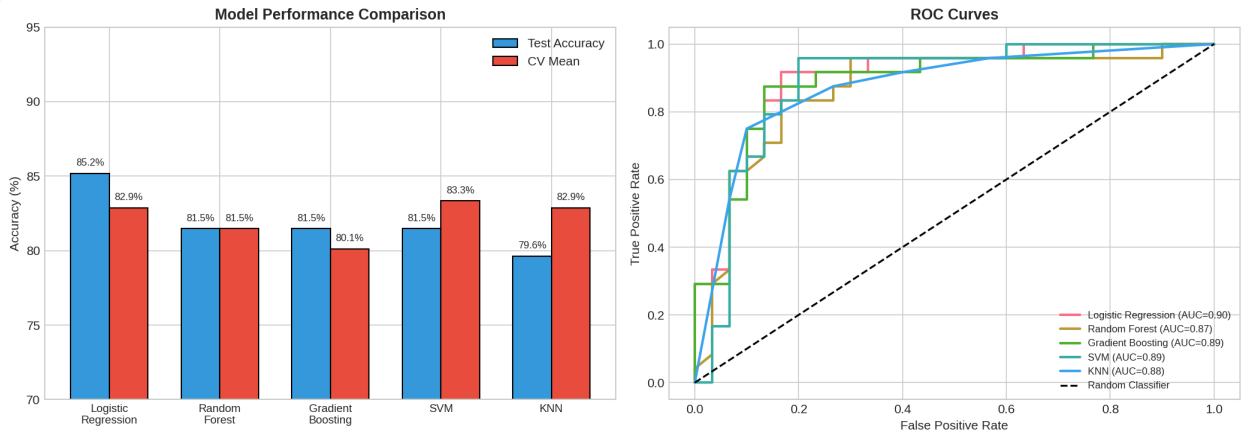 Model Performance Comparison
Accuracy (%)
95
90
85
80
75
70
Test Accuracy
CV Mean
85.2%
82.9%
81.5%
81.5%
81.5%
80.1%
81.5%
83.3%
79.6%
82.9%
Logistic
Regression
Random
Forest
Gradient
Boosting
SVM
KNN
ROC Curves
True Positive Rate
1.0
0.8
0.6
0.4
0.2
0.0
Logistic Regression (AUC=0.90)
Random Forest (AUC=0.87)
Gradient Boosting (AUC=0.89)
SVM (AUC=0.89)
KNN (AUC=0.88)
Random Classifier
0.0
0.2
0.4
0.6
0.8
1.0
False Positive Rate